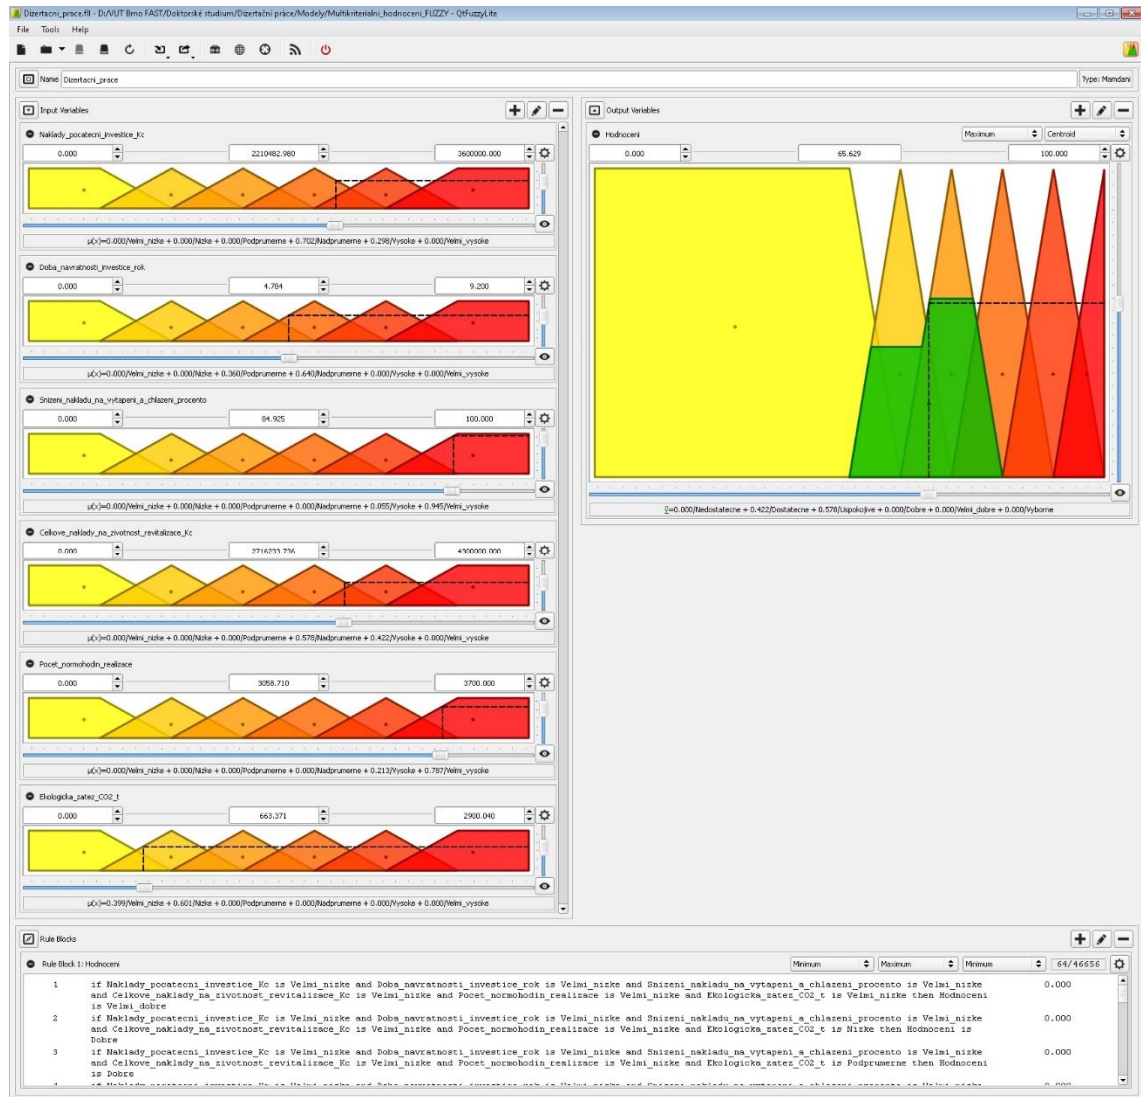 Dizertacni_prace.fll - D:/VUT Brno FAST/Doktorské studium/Dizertační práce/Modely/Multikriterialni_hodnoceni_FUZZY - QtFuzzyLite
File Tools Help
Name Dizertacni_prace Type: Mamdani
Input Variables
Naklady_pocatecni_investice_Kc
0.000 2210482.980 3600000.000
μ(x)=0.000/Velmi_nizke + 0.000/Nizke + 0.000/Podprumerne + 0.702/Nadprumerne + 0.298/Vysoke + 0.000/Velmi_vysoke
Doba_navratnosti_investice_rok
0.000 4.784 9.200
μ(x)=0.000/Velmi_nizke + 0.000/Nizke + 0.360/Podprumerne + 0.640/Nadprumerne + 0.000/Vysoke + 0.000/Velmi_vysoke
Snizeni_nakladu_na_vytapeni_a_chlazeni_procento
0.000 84.925 100.000
μ(x)=0.000/Velmi_nizke + 0.000/Nizke + 0.000/Podprumerne + 0.000/Nadprumerne + 0.055/Vysoke + 0.945/Velmi_vysoke
Celkove_naklady_na_zivotnost_revitalizace_Kc
0.000 2716233.736 4300000.000
μ(x)=0.000/Velmi_nizke + 0.000/Nizke + 0.000/Podprumerne + 0.578/Nadprumerne + 0.422/Vysoke + 0.000/Velmi_vysoke
Pocet_normohodin_realizace
0.000 3058.710 3700.000
μ(x)=0.000/Velmi_nizke + 0.000/Nizke + 0.000/Podprumerne + 0.000/Nadprumerne + 0.213/Vysoke + 0.787/Velmi_vysoke
Ekologicka_zatez_CO2_t
0.000 663.371 2900.040
μ(x)=0.399/Velmi_nizke + 0.601/Nizke + 0.000/Podprumerne + 0.000/Nadprumerne + 0.000/Vysoke + 0.000/Velmi_vysoke
Output Variables
Hodnoceni Maximum Centroid
0.000 65.629 100.000
ỹ=0.000/Nedostatecne + 0.422/Dostatecne + 0.578/Uspokojive + 0.000/Dobre + 0.000/Velmi_dobre + 0.000/Vyborne
Rule Blocks
Rule Block 1: Hodnoceni Minimum Maximum Minimum 64/46656
1 if Naklady_pocatecni_investice_Kc is Velmi_nizke and Doba_navratnosti_investice_rok is Velmi_nizke and Snizeni_nakladu_na_vytapeni_a_chlazeni_procento is Velmi_nizke 0.000
and Celkove_naklady_na_zivotnost_revitalizace_Kc is Velmi_nizke and Pocet_normohodin_realizace is Velmi_nizke and Ekologicka_zatez_CO2_t is Velmi_nizke then Hodnoceni
is Velmi_dobre
2 if Naklady_pocatecni_investice_Kc is Velmi_nizke and Doba_navratnosti_investice_rok is Velmi_nizke and Snizeni_nakladu_na_vytapeni_a_chlazeni_procento is Velmi_nizke 0.000
and Celkove_naklady_na_zivotnost_revitalizace_Kc is Velmi_nizke and Pocet_normohodin_realizace is Velmi_nizke and Ekologicka_zatez_CO2_t is Nizke then Hodnoceni is
Dobre
3 if Naklady_pocatecni_investice_Kc is Velmi_nizke and Doba_navratnosti_investice_rok is Velmi_nizke and Snizeni_nakladu_na_vytapeni_a_chlazeni_procento is Velmi_nizke 0.000
and Celkove_naklady_na_zivotnost_revitalizace_Kc is Velmi_nizke and Pocet_normohodin_realizace is Velmi_nizke and Ekologicka_zatez_CO2_t is Podprumerne then Hodnoceni
is Dobre